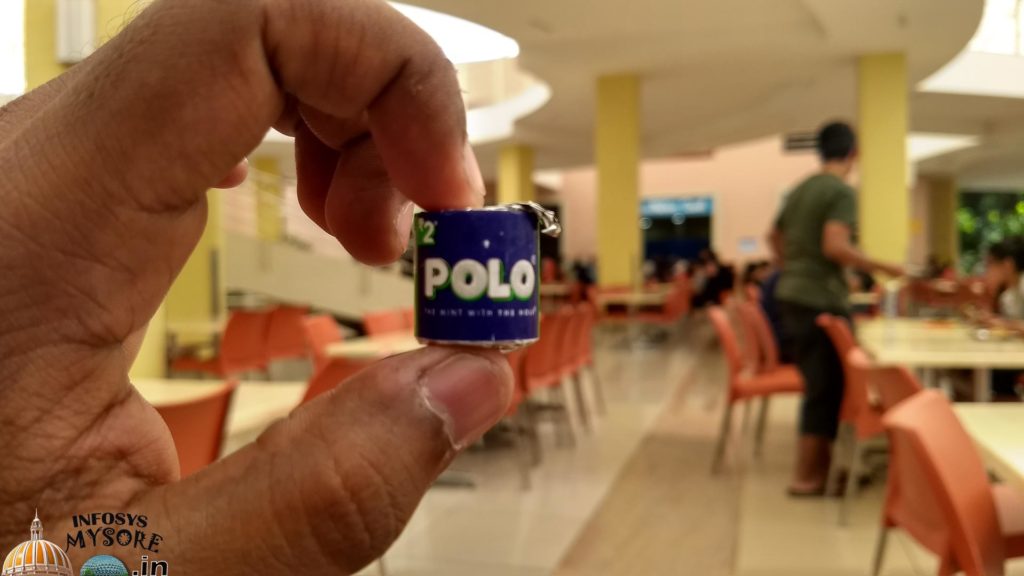 ₹2
POLO®
THE MINT WITH THE HOLE
INFOSYS
MYSORE
.in